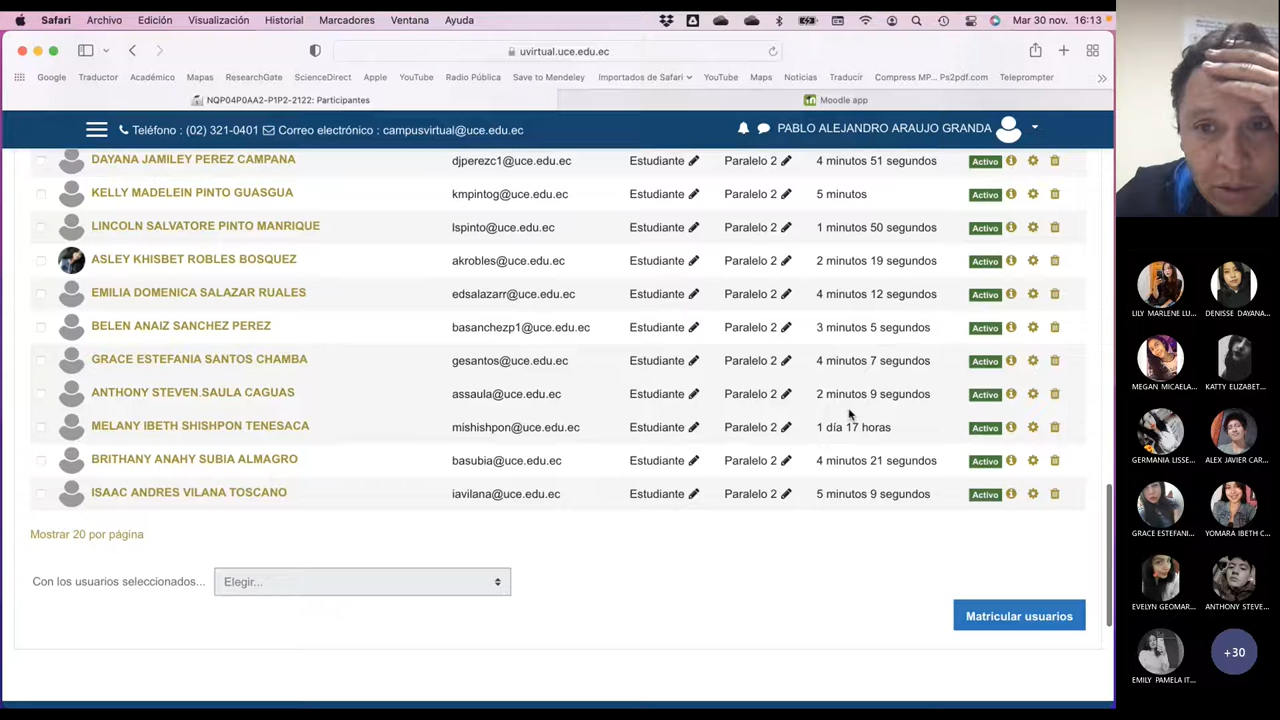 Safari Archivo Edición Visualización Historial Marcadores Ventana Ayuda Mar 30 nov. 16:13
uvirtual.uce.edu.ec
Google Traductor Académico Mapas ResearchGate ScienceDirect Apple YouTube Radio Pública Save to Mendeley Importados de Safari YouTube Maps Noticias Traducir Compress MP... Ps2pdf.com Teleprompter
NQP04P0AA2-P1P2-2122: Participantes Moodle app
Teléfono : (02) 321-0401 Correo electrónico : campusvirtual@uce.edu.ec PABLO ALEJANDRO ARAUJO GRANDA
DAYANA JAMILEY PEREZ CAMPANA djperezc1@uce.edu.ec Estudiante Paralelo 2 4 minutos 51 segundos Activo
KELLY MADELEIN PINTO GUASGUA kmpintog@uce.edu.ec Estudiante Paralelo 2 5 minutos Activo
LINCOLN SALVATORE PINTO MANRIQUE lspinto@uce.edu.ec Estudiante Paralelo 2 1 minutos 50 segundos Activo
ASLEY KHISBET ROBLES BOSQUEZ akrobles@uce.edu.ec Estudiante Paralelo 2 2 minutos 19 segundos Activo
EMILIA DOMENICA SALAZAR RUALES edsalazarr@uce.edu.ec Estudiante Paralelo 2 4 minutos 12 segundos Activo
BELEN ANAIZ SANCHEZ PEREZ basanchezp1@uce.edu.ec Estudiante Paralelo 2 3 minutos 5 segundos Activo
GRACE ESTEFANIA SANTOS CHAMBA gesantos@uce.edu.ec Estudiante Paralelo 2 4 minutos 7 segundos Activo
ANTHONY STEVEN SAULA CAGUAS assaula@uce.edu.ec Estudiante Paralelo 2 2 minutos 9 segundos Activo
MELANY IBETH SHISHPON TENESACA mishishpon@uce.edu.ec Estudiante Paralelo 2 1 día 17 horas Activo
BRITHANY ANAHY SUBIA ALMAGRO basubia@uce.edu.ec Estudiante Paralelo 2 4 minutos 21 segundos Activo
ISAAC ANDRES VILANA TOSCANO iavilana@uce.edu.ec Estudiante Paralelo 2 5 minutos 9 segundos Activo
Mostrar 20 por página
Con los usuarios seleccionados... Elegir...
Matricular usuarios
LILY MARLENE LU... DENISSE DAYANA...
MEGAN MICAELA... KATTY ELIZABET...
GERMANIA LISSE... ALEX JAVIER CAR...
GRACE ESTEFANI... YOMARA IBETH C...
EVELYN GEOMAR... ANTHONY STEVE...
EMILY PAMELA IT... +30